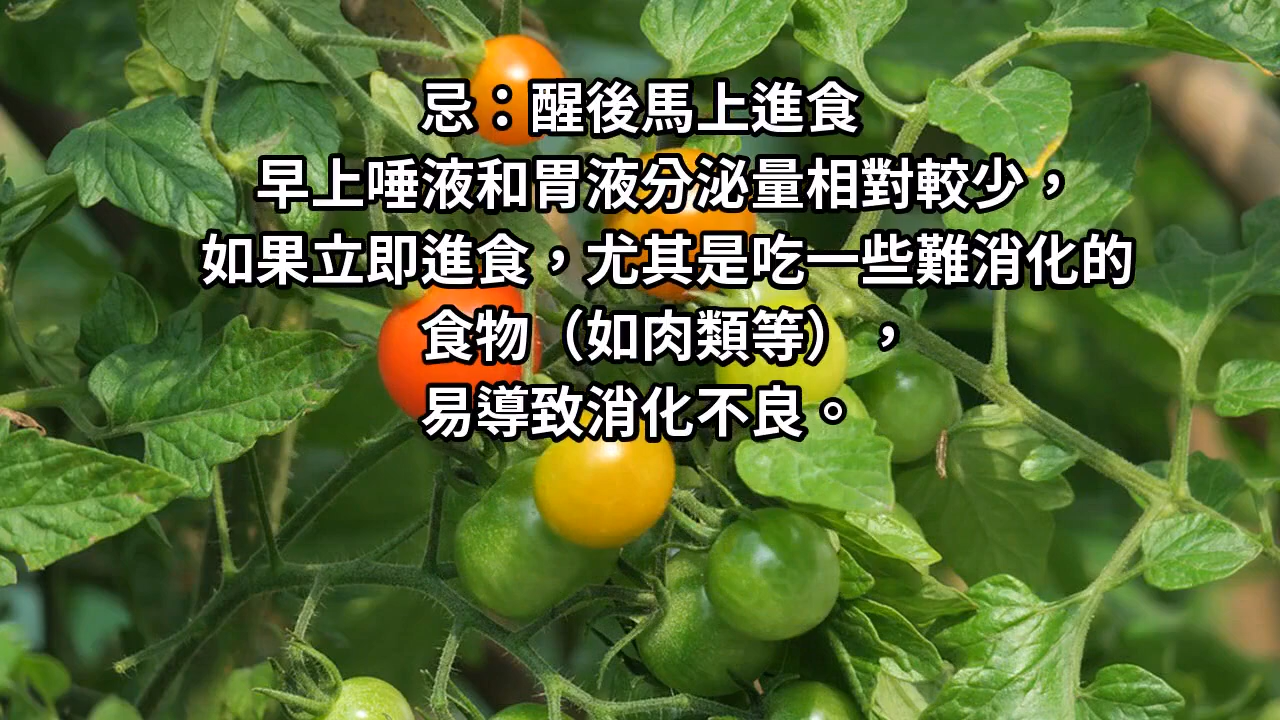 忌：醒後馬上進食
早上唾液和胃液分泌量相對較少，
如果立即進食，尤其是吃一些難消化的
食物（如肉類等），
易導致消化不良。